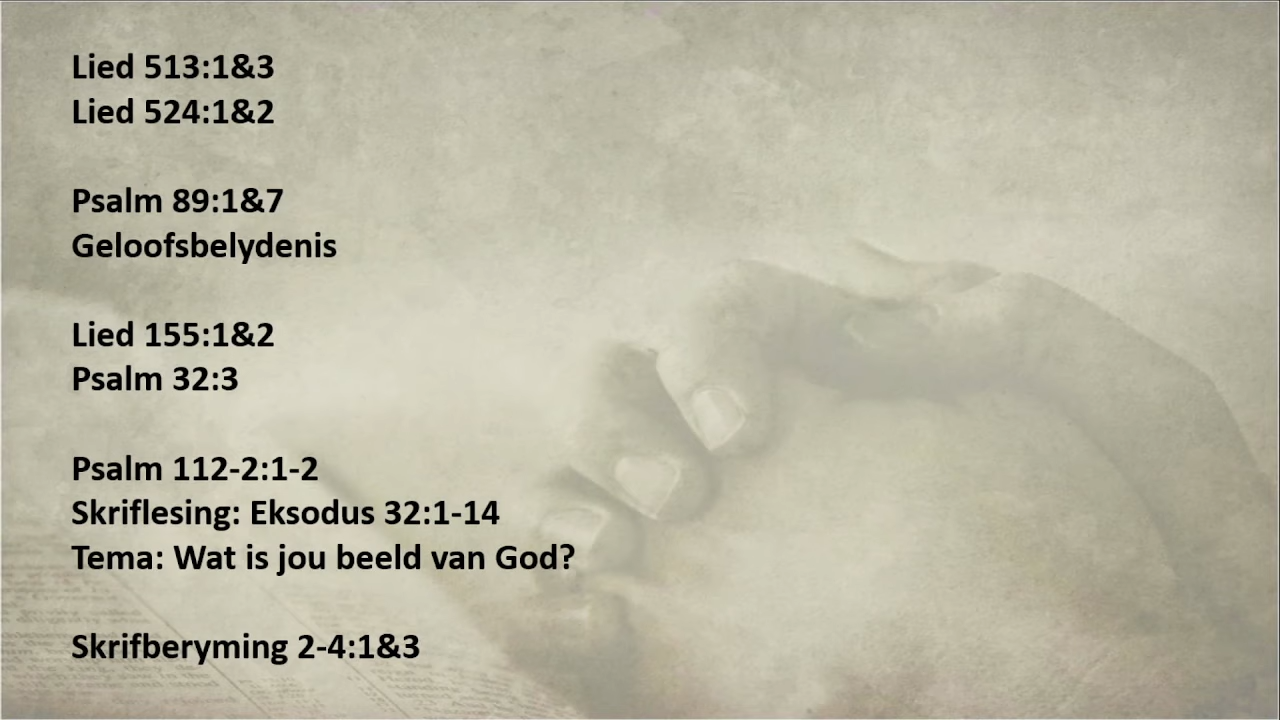 Lied 513:1&3
Lied 524:1&2
Psalm 89:1&7
Geloofsbelydenis
Lied 155:1&2
Psalm 32:3
Psalm 112-2:1-2
Skriflesing: Eksodus 32:1-14
Tema: Wat is jou beeld van God?
Skrifberyming 2-4:1&3